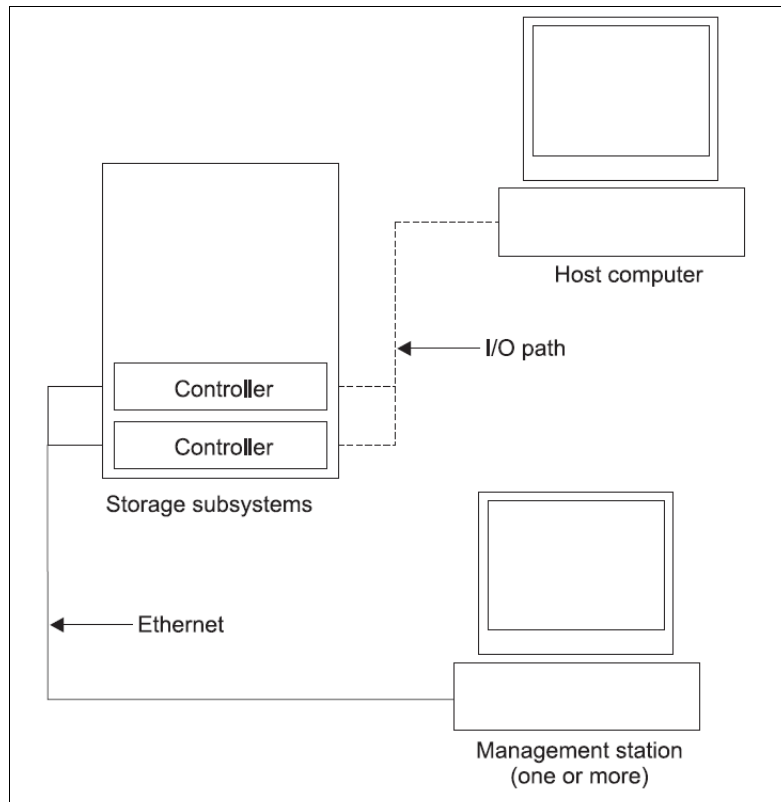 Host computer
I/O path
Controller
Controller
Storage subsystems
Ethernet
Management station
(one or more)